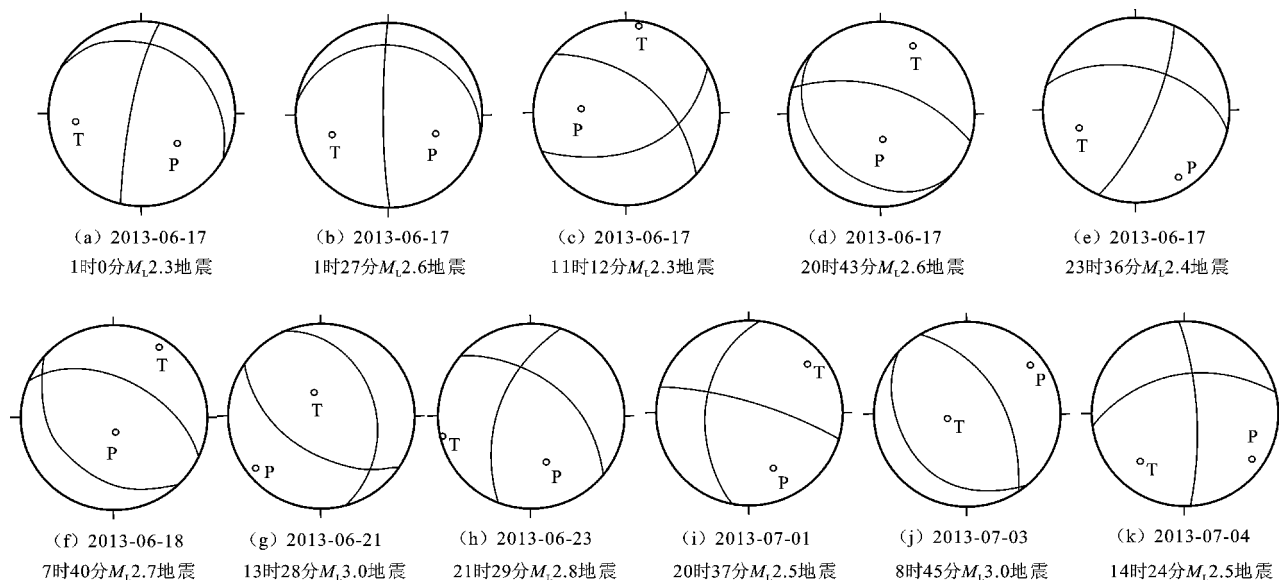 T
P
T
P
T
P
T
P
T
P
(a) 2013-06-17
(b) 2013-06-17
(c) 2013-06-17
(d) 2013-06-17
(e) 2013-06-17
1时0分ML2.3地震
1时27分ML2.6地震
11时12分ML2.3地震
20时43分ML2.6地震
23时36分ML2.4地震
T
P
T
P
T
P
T
P
P
T
P
T
(f) 2013-06-18
(g) 2013-06-21
(h) 2013-06-23
(i) 2013-07-01
(j) 2013-07-03
(k) 2013-07-04
7时40分ML2.7地震
13时28分ML3.0地震
21时29分ML2.8地震
20时37分ML2.5地震
8时45分ML3.0地震
14时24分ML2.5地震